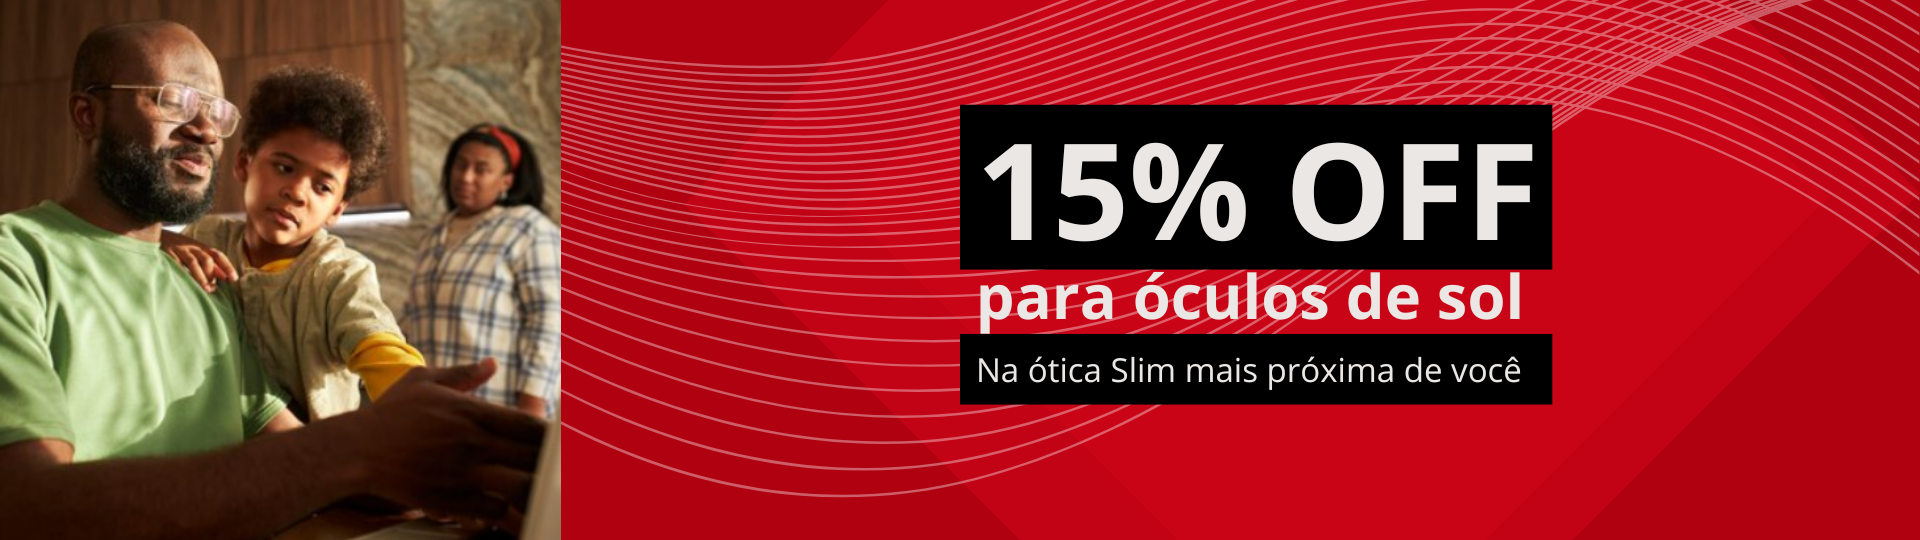 15% OFF
para óculos de sol
Na ótica Slim mais próxima de você